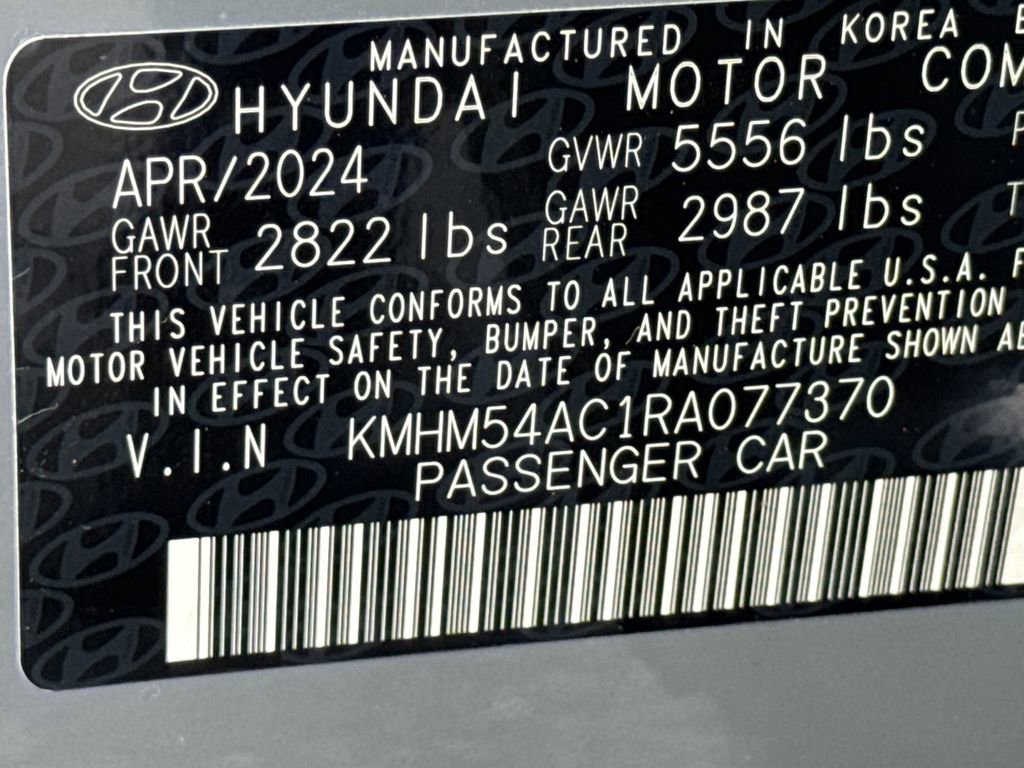 MANUFACTURED IN KOREA
HYUNDAI MOTOR COM
APR/2024 GVWR 5556 lbs
GAWR FRONT 2822 lbs GAWR REAR 2987 lbs
THIS VEHICLE CONFORMS TO ALL APPLICABLE U.S.A. F
MOTOR VEHICLE SAFETY, BUMPER, AND THEFT PREVENTION
IN EFFECT ON THE DATE OF MANUFACTURE SHOWN AB
V.I.N KMHM54AC1RA077370
PASSENGER CAR